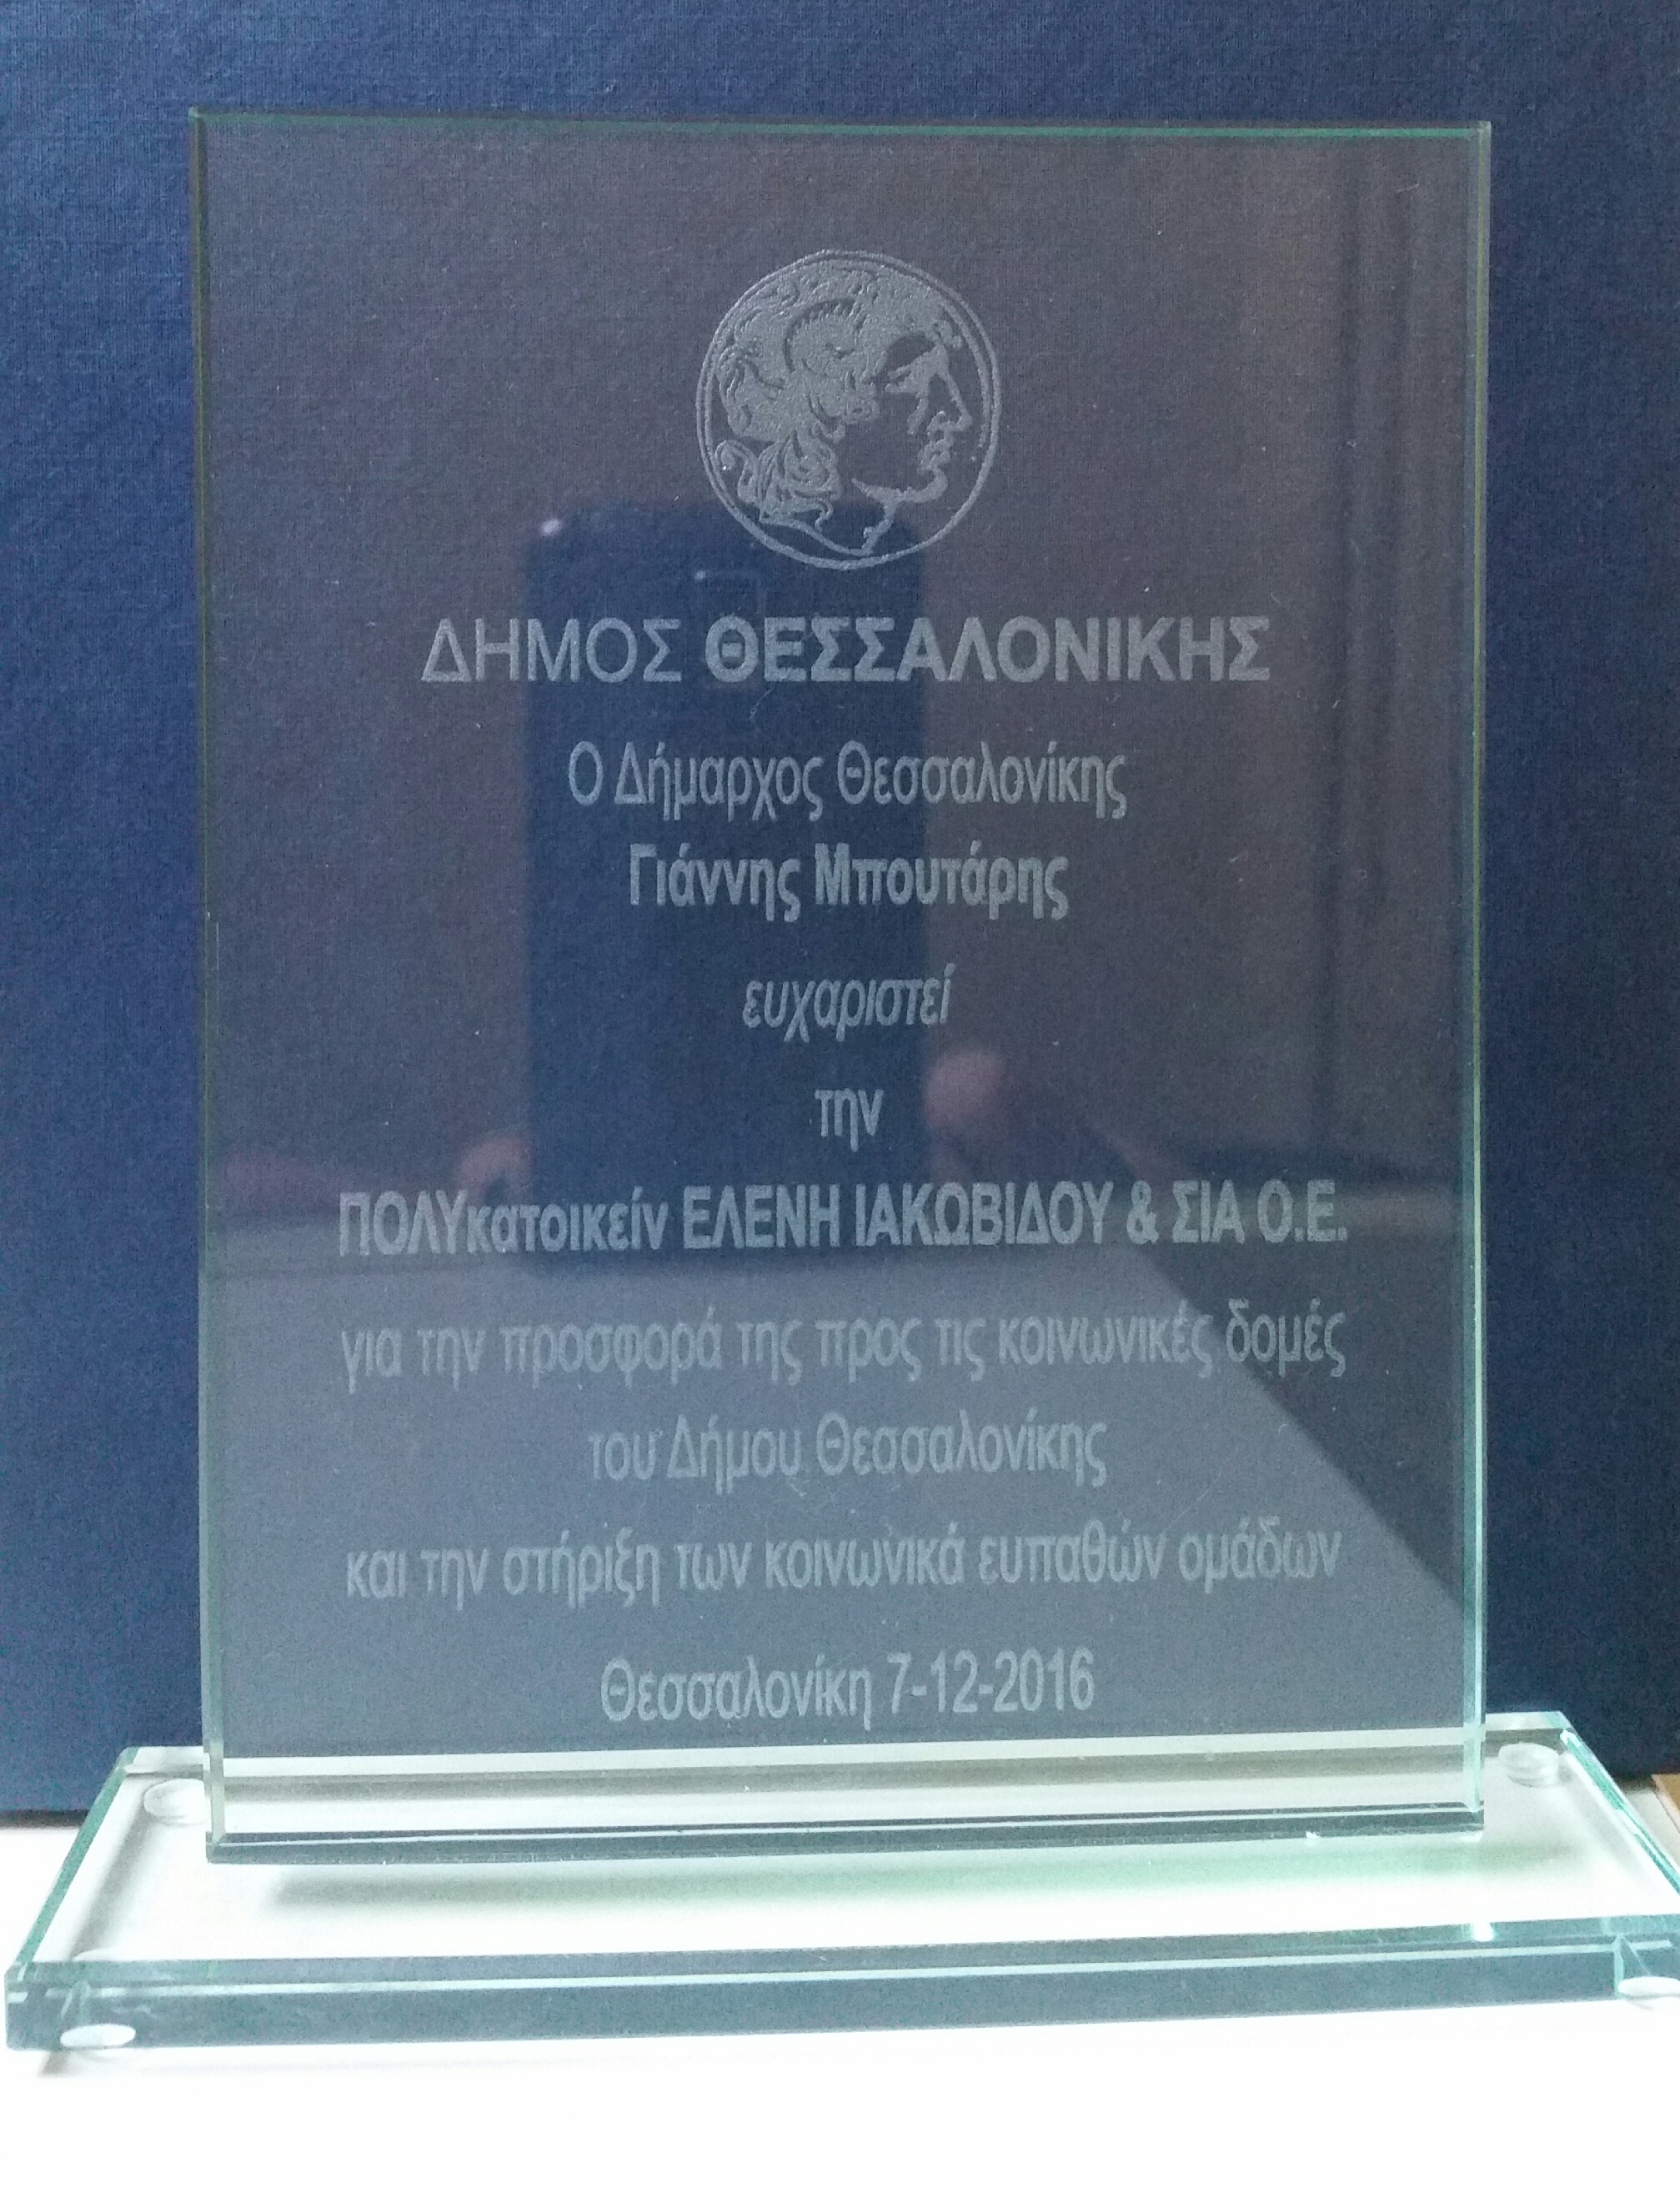 ΔΗΜΟΣ ΘΕΣΣΑΛΟΝΙΚΗΣ
Ο Δήμαρχος Θεσσαλονίκης
Γιάννης Μπουτάρης
ευχαριστεί
την
ΠΟΛΥκατοικείν ΕΛΕΝΗ ΙΑΚΩΒΙΔΟΥ & ΣΙΑ Ο.Ε.
για την προσφορά της προς τις κοινωνικές δομές
του Δήμου Θεσσαλονίκης
και την στήριξη των κοινωνικά ευπαθών ομάδων
Θεσσαλονίκη 7-12-2016